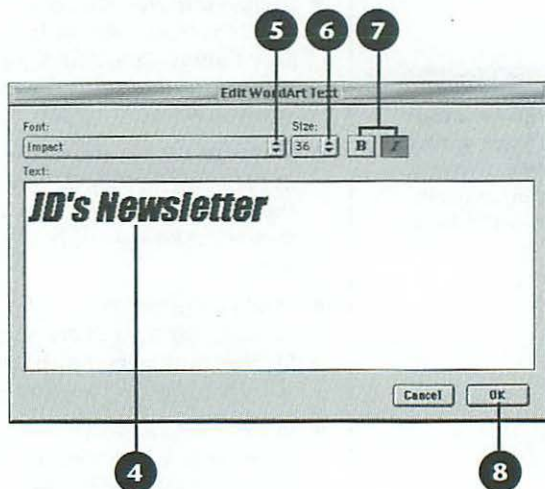 5 6 7
Edit WordArt Text
Font: Size:
Impact 36 B I
Text:
JD's Newsletter
Cancel OK
4 8